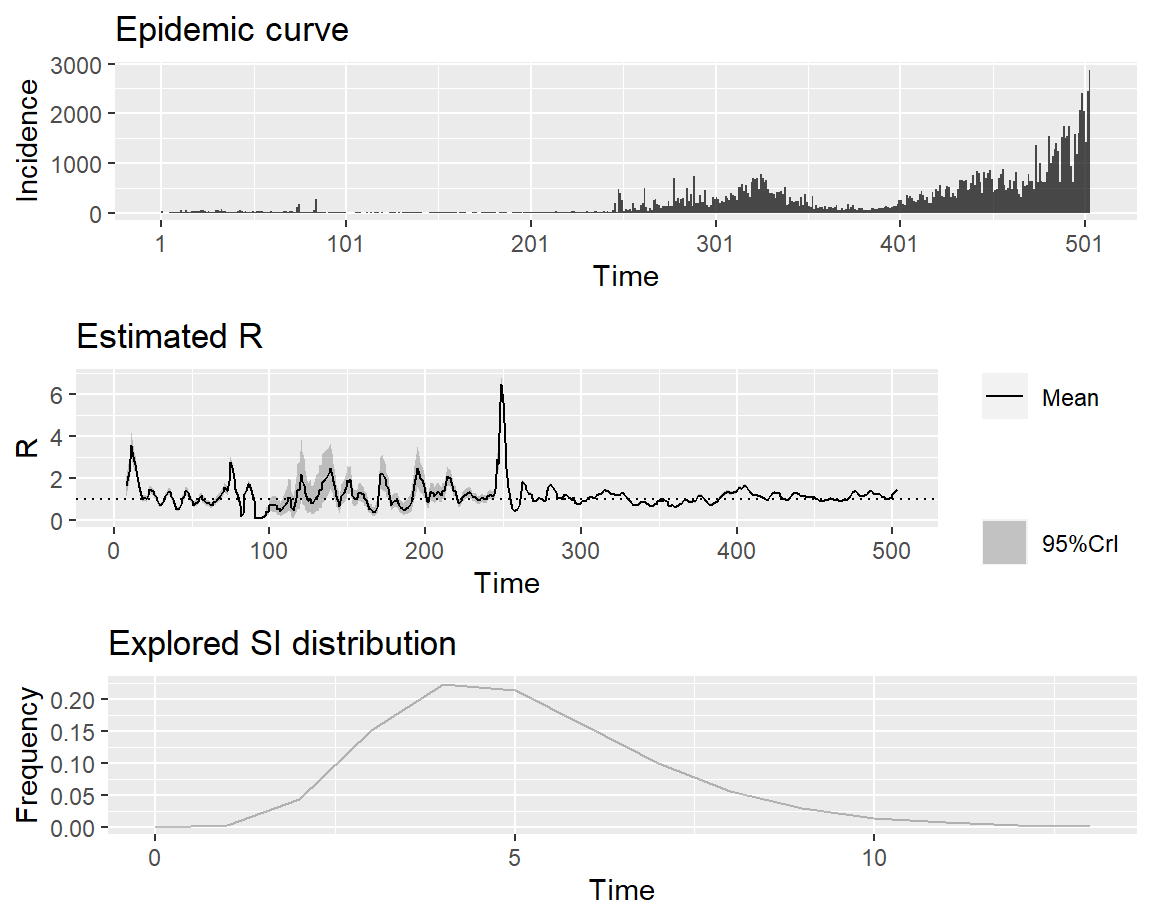 Epidemic curve
3000
2000
1000
0
Incidence
1 101 201 301 401 501
Time
Estimated R
6
4
2
0
R
0 100 200 300 400 500
Time
Mean
95%CrI
Explored SI distribution
0.20
0.15
0.10
0.05
0.00
Frequency
0 5 10
Time